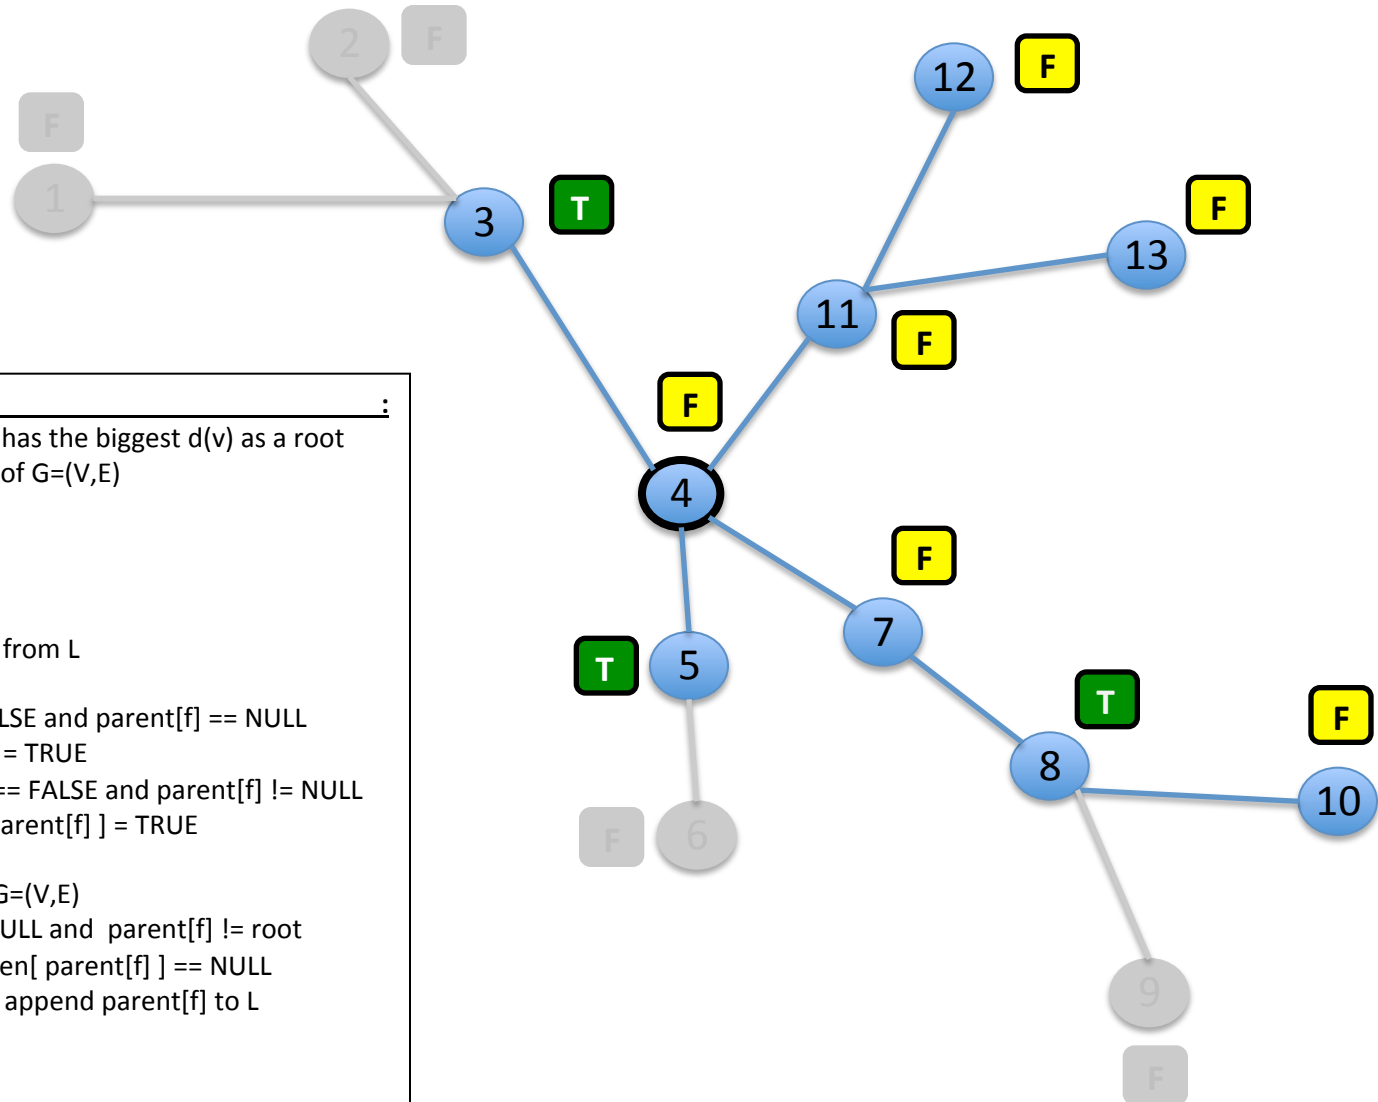 2
F
12
F
F
1
3
T
F
13
11
F
F
4
F
7
T
5
T
8
F
10
F
6
9
F
:
has the biggest d(v) as a root
of G=(V,E)
from L
LSE and parent[f] == NULL
= TRUE
== FALSE and parent[f] != NULL
arent[f] ] = TRUE
G=(V,E)
ULL and parent[f] != root
en[ parent[f] ] == NULL
append parent[f] to L